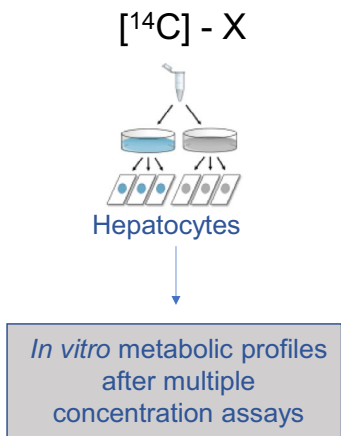 [¹⁴C] - X
Hepatocytes
In vitro metabolic profiles
after multiple
concentration assays